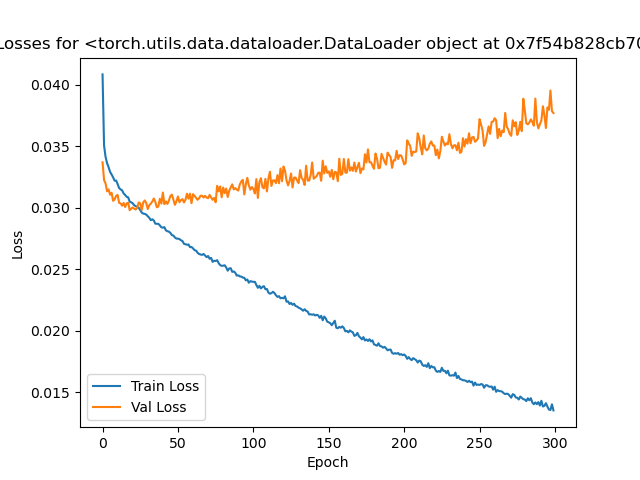 Losses for <torch.utils.data.dataloader.DataLoader object at 0x7f54b828cb70
0.040
0.035
0.030
0.025
0.020
0.015
Loss
Train Loss
Val Loss
0
50
100
150
200
250
300
Epoch